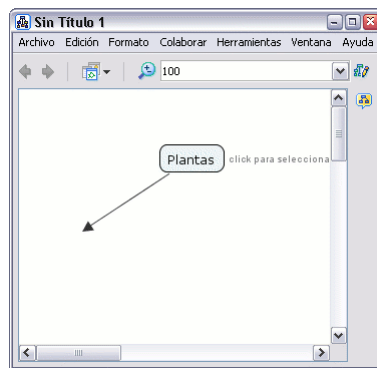 Sin Título 1
Archivo Edición Formato Colaborar Herramientas Ventana Ayuda
100
Plantas click para selecciona